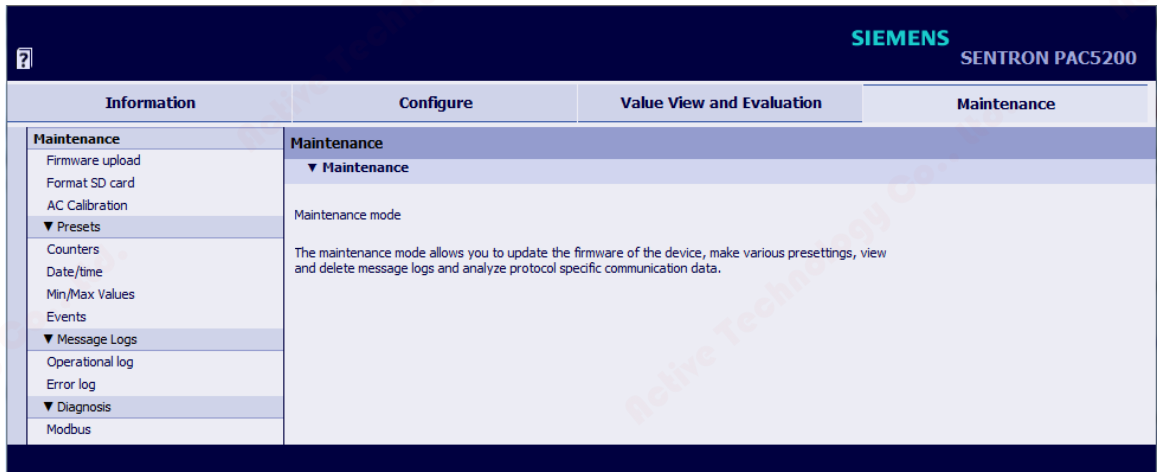 ?
SIEMENS
SENTRON PAC5200
Information
Configure
Value View and Evaluation
Maintenance
Maintenance
Firmware upload
Format SD card
AC Calibration
▼ Presets
Counters
Date/time
Min/Max Values
Events
▼ Message Logs
Operational log
Error log
▼ Diagnosis
Modbus
Maintenance
▼ Maintenance
Maintenance mode
The maintenance mode allows you to update the firmware of the device, make various presettings, view
and delete message logs and analyze protocol specific communication data.
Active Technology Co.,